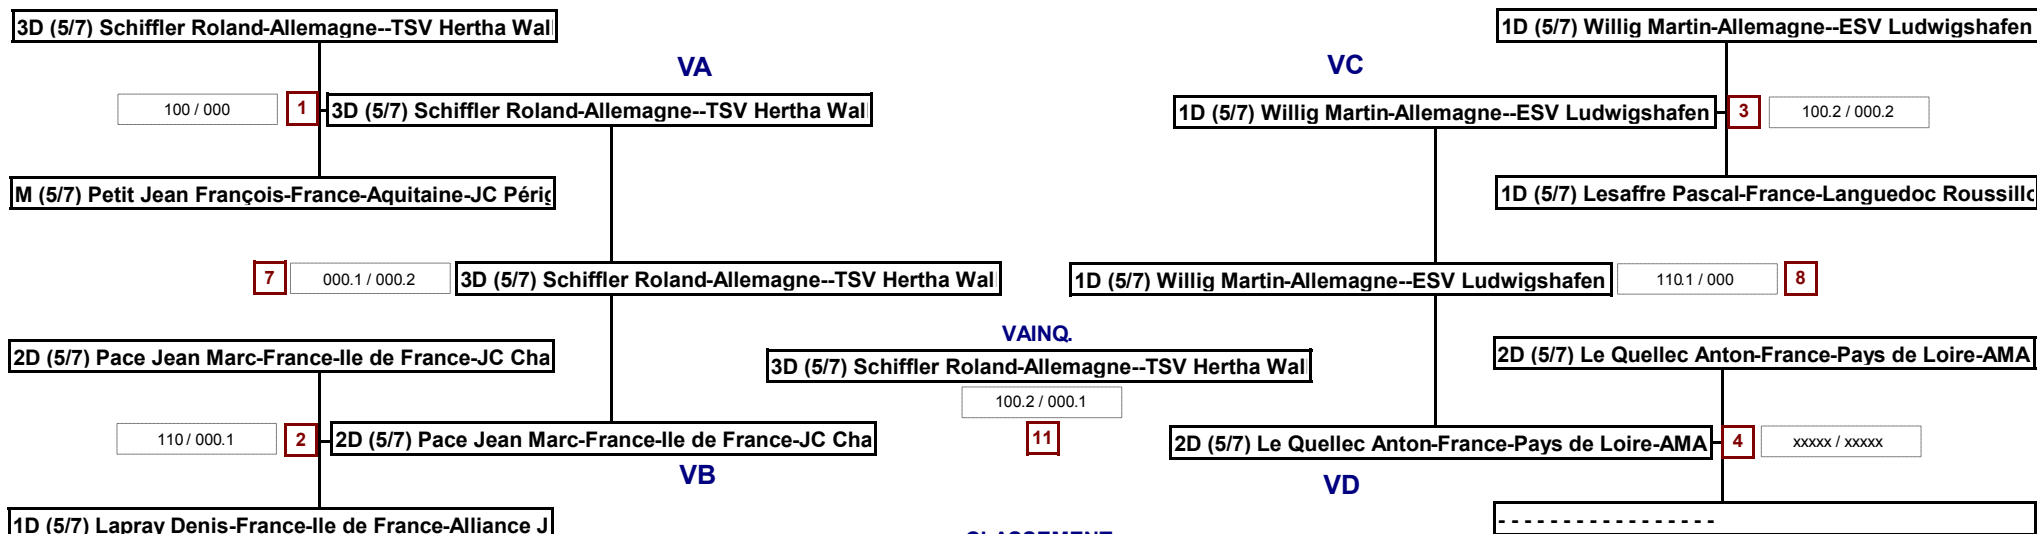 3D (5/7) Schiffler Roland-Allemagne--TSV Hertha Wal
1D (5/7) Willig Martin-Allemagne--ESV Ludwigshafen
VA
VC
100 / 000
1
3D (5/7) Schiffler Roland-Allemagne--TSV Hertha Wal
1D (5/7) Willig Martin-Allemagne--ESV Ludwigshafen
3
100.2 / 000.2
M (5/7) Petit Jean François-France-Aquitaine-JC Périg
1D (5/7) Lesaffre Pascal-France-Languedoc Roussillo
7
000.1 / 000.2
3D (5/7) Schiffler Roland-Allemagne--TSV Hertha Wal
1D (5/7) Willig Martin-Allemagne--ESV Ludwigshafen
110.1 / 000
8
VAINQ.
2D (5/7) Pace Jean Marc-France-Ile de France-JC Cha
3D (5/7) Schiffler Roland-Allemagne--TSV Hertha Wal
2D (5/7) Le Quellec Anton-France-Pays de Loire-AMA
100.2 / 000.1
110 / 000.1
2
2D (5/7) Pace Jean Marc-France-Ile de France-JC Cha
11
2D (5/7) Le Quellec Anton-France-Pays de Loire-AMA
4
xxxxx / xxxxx
VB
VD
1D (5/7) Lapray Denis-France-Ile de France-Alliance J
- - - - - - - - - - - - - - - - -
CLASSEMENT